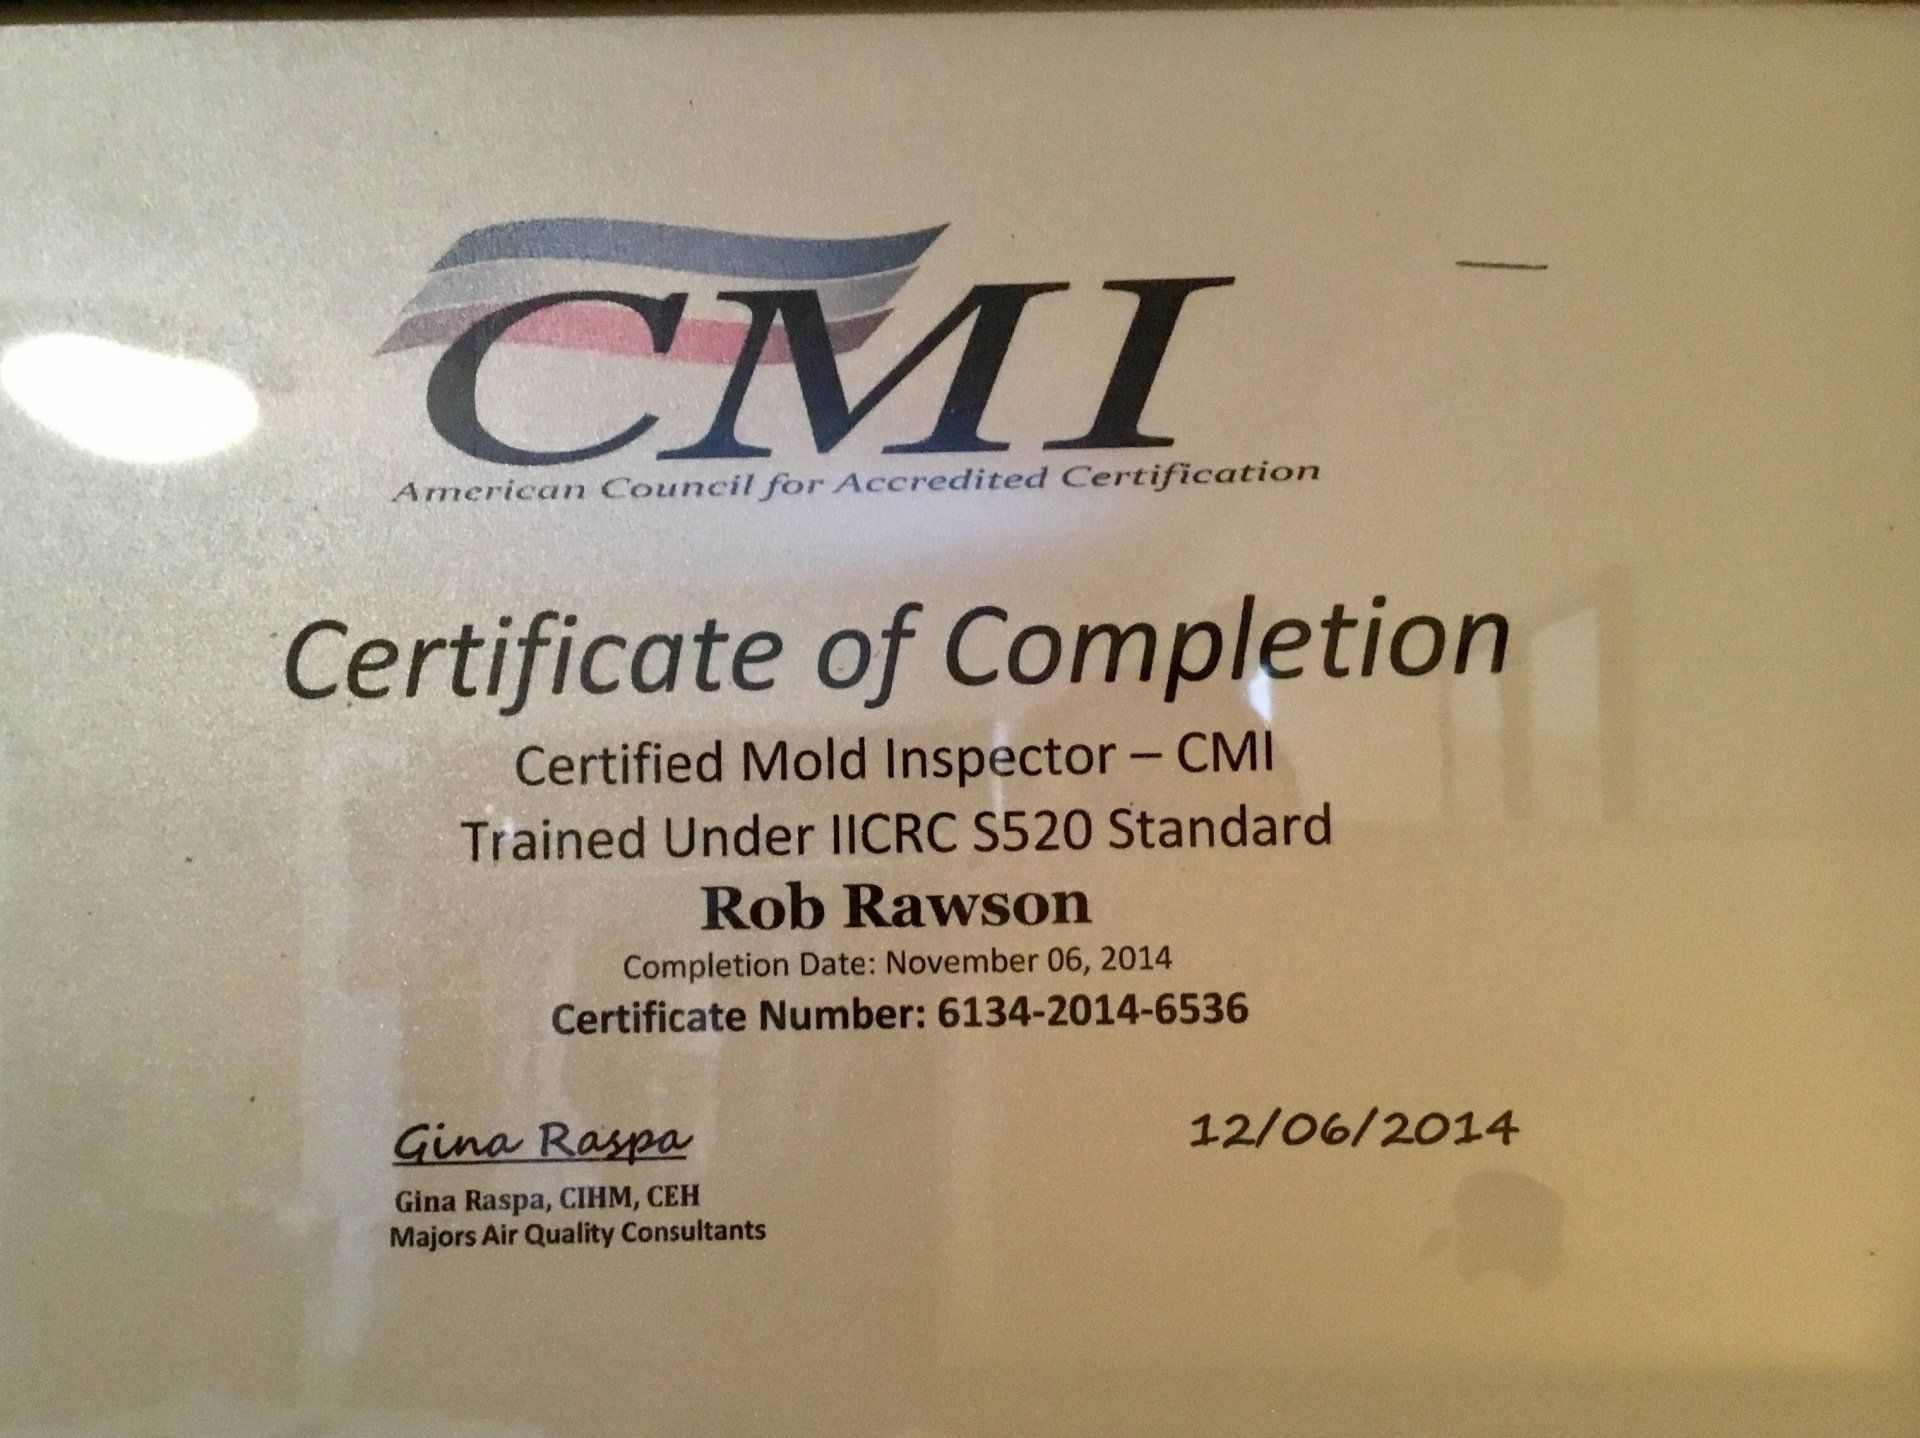 CMI
American Council for Accredited Certification
Certificate of Completion
Certified Mold Inspector – CMI
Trained Under IICRC S520 Standard
Rob Rawson
Completion Date: November 06, 2014
Certificate Number: 6134-2014-6536
Gina Raspa
12/06/2014
Gina Raspa, CIHM, CEH
Majors Air Quality Consultants